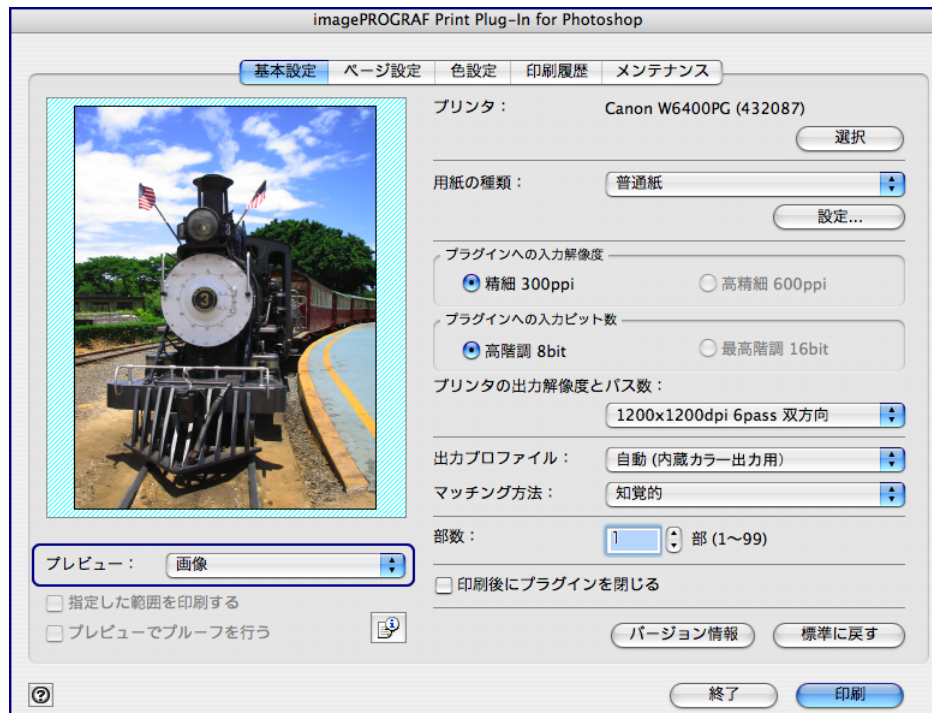 imagePROGRAF Print Plug-In for Photoshop
基本設定 ページ設定 色設定 印刷履歴 メンテナンス
プリンタ： Canon W6400PG (432087)
選択
用紙の種類： 普通紙
設定...
プラグインへの入力解像度
精細 300ppi 高精細 600ppi
プラグインへの入力ビット数
高階調 8bit 最高階調 16bit
プリンタの出力解像度とパス数：
1200x1200dpi 6pass 双方向
出力プロファイル： 自動 (内蔵カラー出力用)
マッチング方法： 知覚的
部数： 1 部 (1〜99)
印刷後にプラグインを閉じる
バージョン情報 標準に戻す
3
3
プレビュー： 画像
指定した範囲を印刷する
プレビューでプルーフを行う
? 終了 印刷